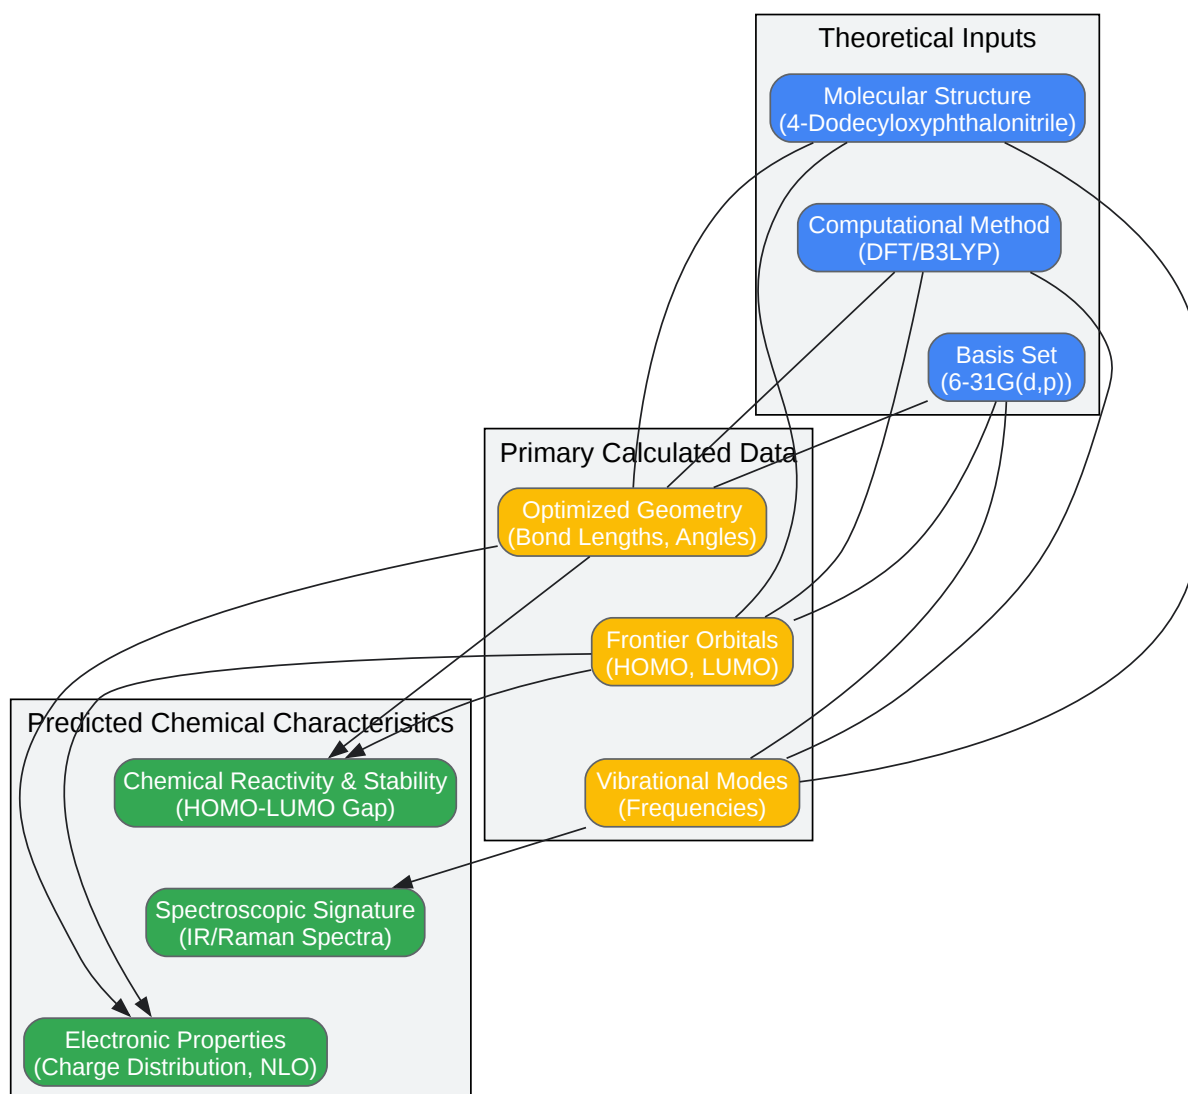 Theoretical Inputs
Molecular Structure
(4-Dodecyloxyphthalonitrile)
Computational Method
(DFT/B3LYP)
Basis Set
(6-31G(d,p))
Primary Calculated Data
Optimized Geometry
(Bond Lengths, Angles)
Frontier Orbitals
(HOMO, LUMO)
Vibrational Modes
(Frequencies)
Predicted Chemical Characteristics
Chemical Reactivity & Stability
(HOMO-LUMO Gap)
Spectroscopic Signature
(IR/Raman Spectra)
Electronic Properties
(Charge Distribution, NLO)